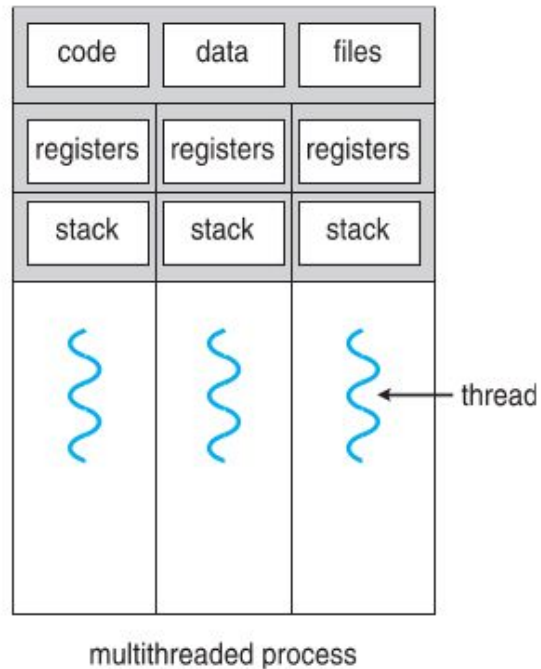 code data files
registers registers registers
stack stack stack
thread
multithreaded process